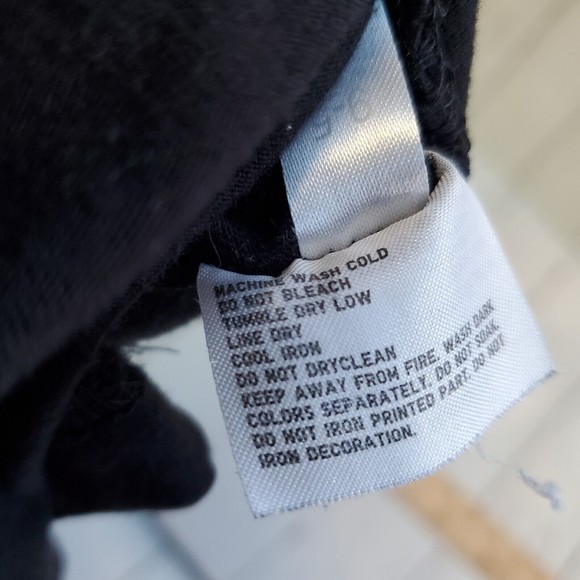 MACHINE WASH COLD
DO NOT BLEACH
TUMBLE DRY LOW
LINE DRY
COOL IRON
DO NOT DRYCLEAN
KEEP AWAY FROM FIRE. WASH DARK
COLORS SEPARATELY. DO NOT SOAK.
DO NOT IRON PRINTED PART. DO NOT
IRON DECORATION.